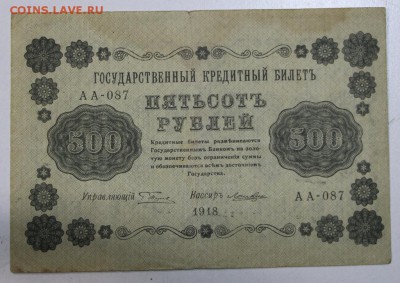 COINS.LAVE.RU
ГОСУДАРСТВЕННЫЙ КРЕДИТНЫЙ БИЛЕТЪ
АА-087
ПЯТЬСОТЪ
РУБЛЕЙ
500
500
Кредитные билеты размѣниваются
Государственнымъ Банкомъ на золо-
тую монету безъ ограниченія суммы
и обезпечиваются всѣмъ достояніемъ
Государства.
Управляющій
Кассиръ
АА-087
1918